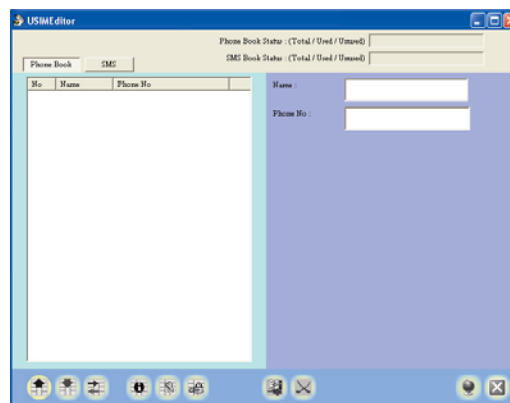 USIMEditor
Phone Book Status : (Total / Used / Unused)
SMS Book Status : (Total / Used / Unused)
Phone Book SMS
No Name Phone No
Name :
Phone No :